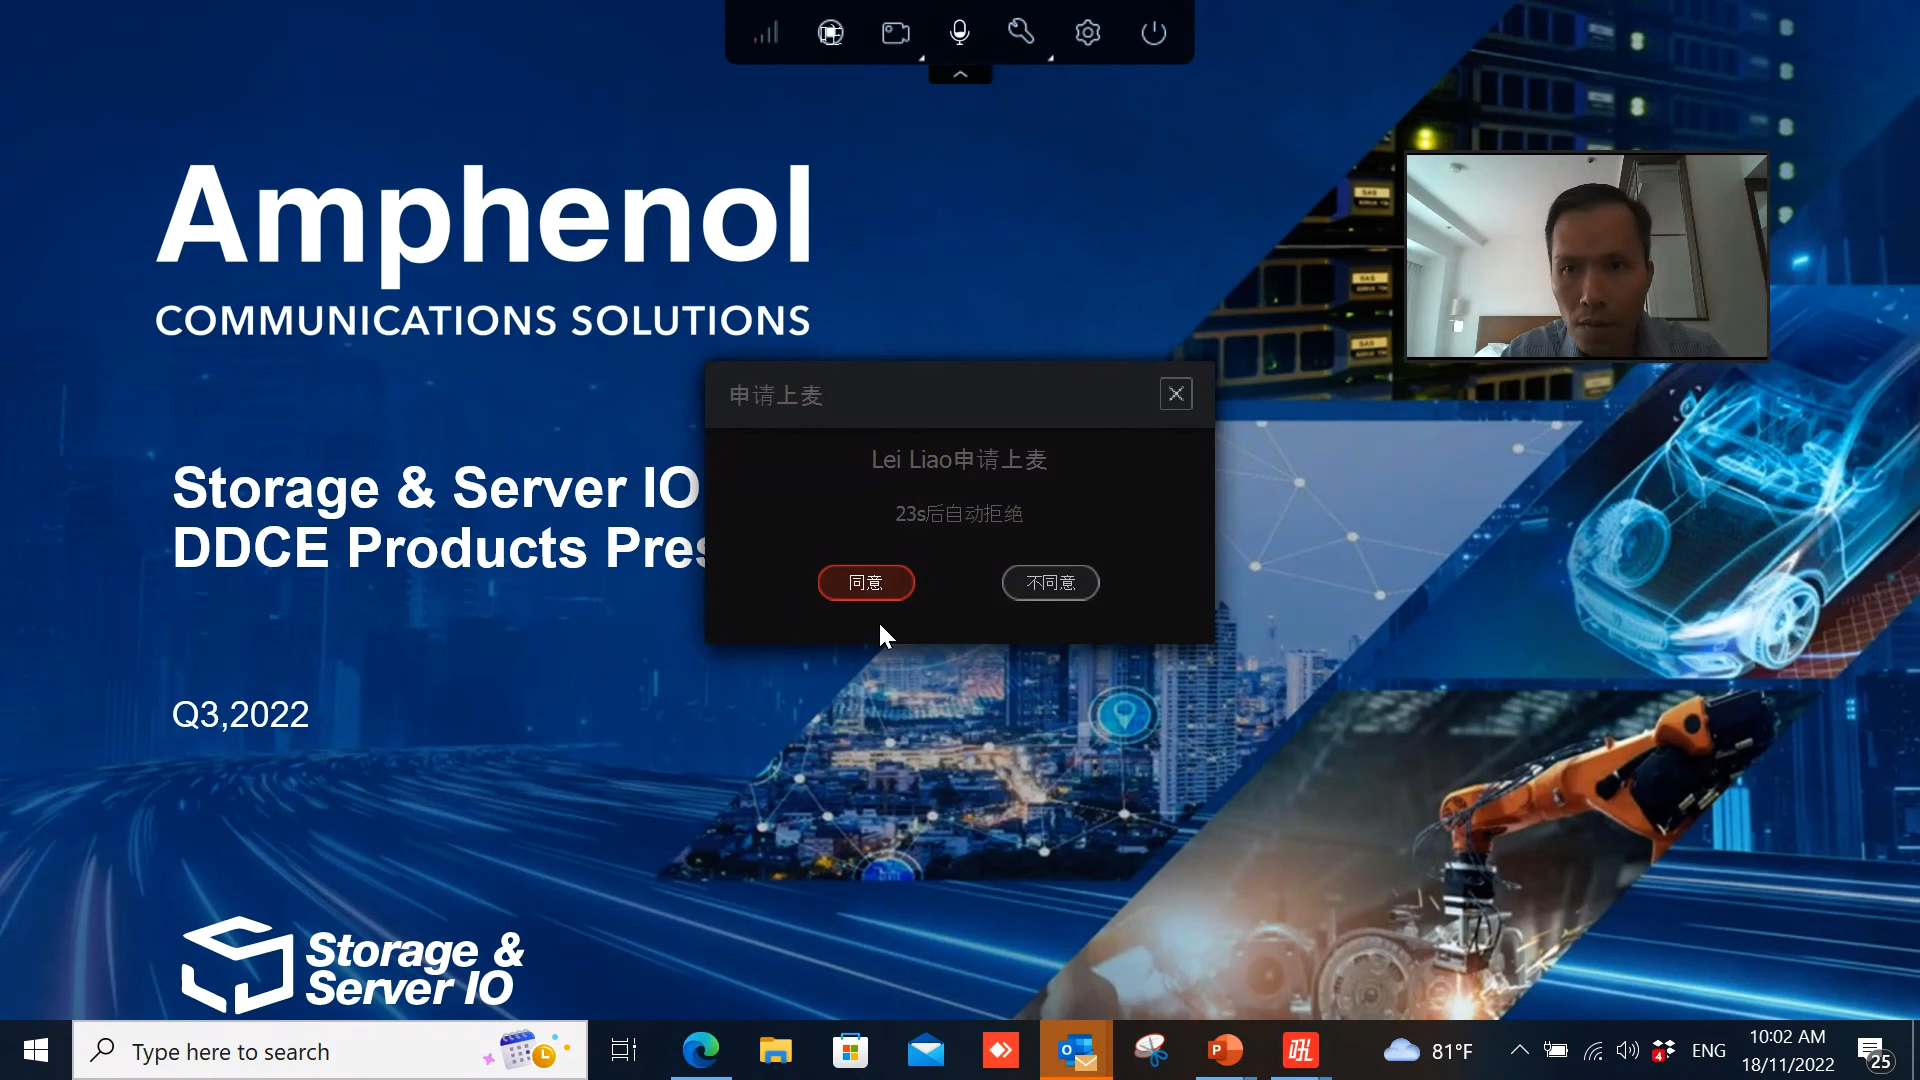 Amphenol
COMMUNICATIONS SOLUTIONS
申请上麦
Lei Liao申请上麦
23s后自动拒绝
同意
不同意
Storage & Server IO
DDCE Products Pres
Q3,2022
Storage &
Server IO
Type here to search
吼
81°F
4
ENG
10:02 AM
18/11/2022
25